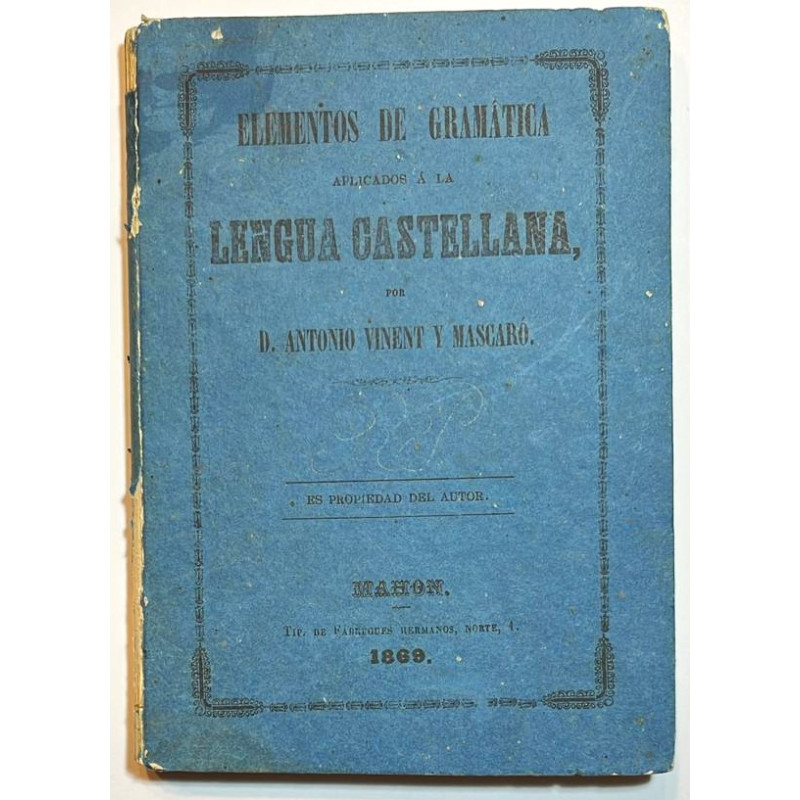 ELEMENTOS DE GRAMÁTICA
APLICADOS Á LA
LENGUA CASTELLANA,
POR
D. ANTONIO VINENT Y MASCARÓ.
ES PROPIEDAD DEL AUTOR.
MAHON.
TIP. DE FÁBREGUES HERMANOS, NORTE, 4.
1869.